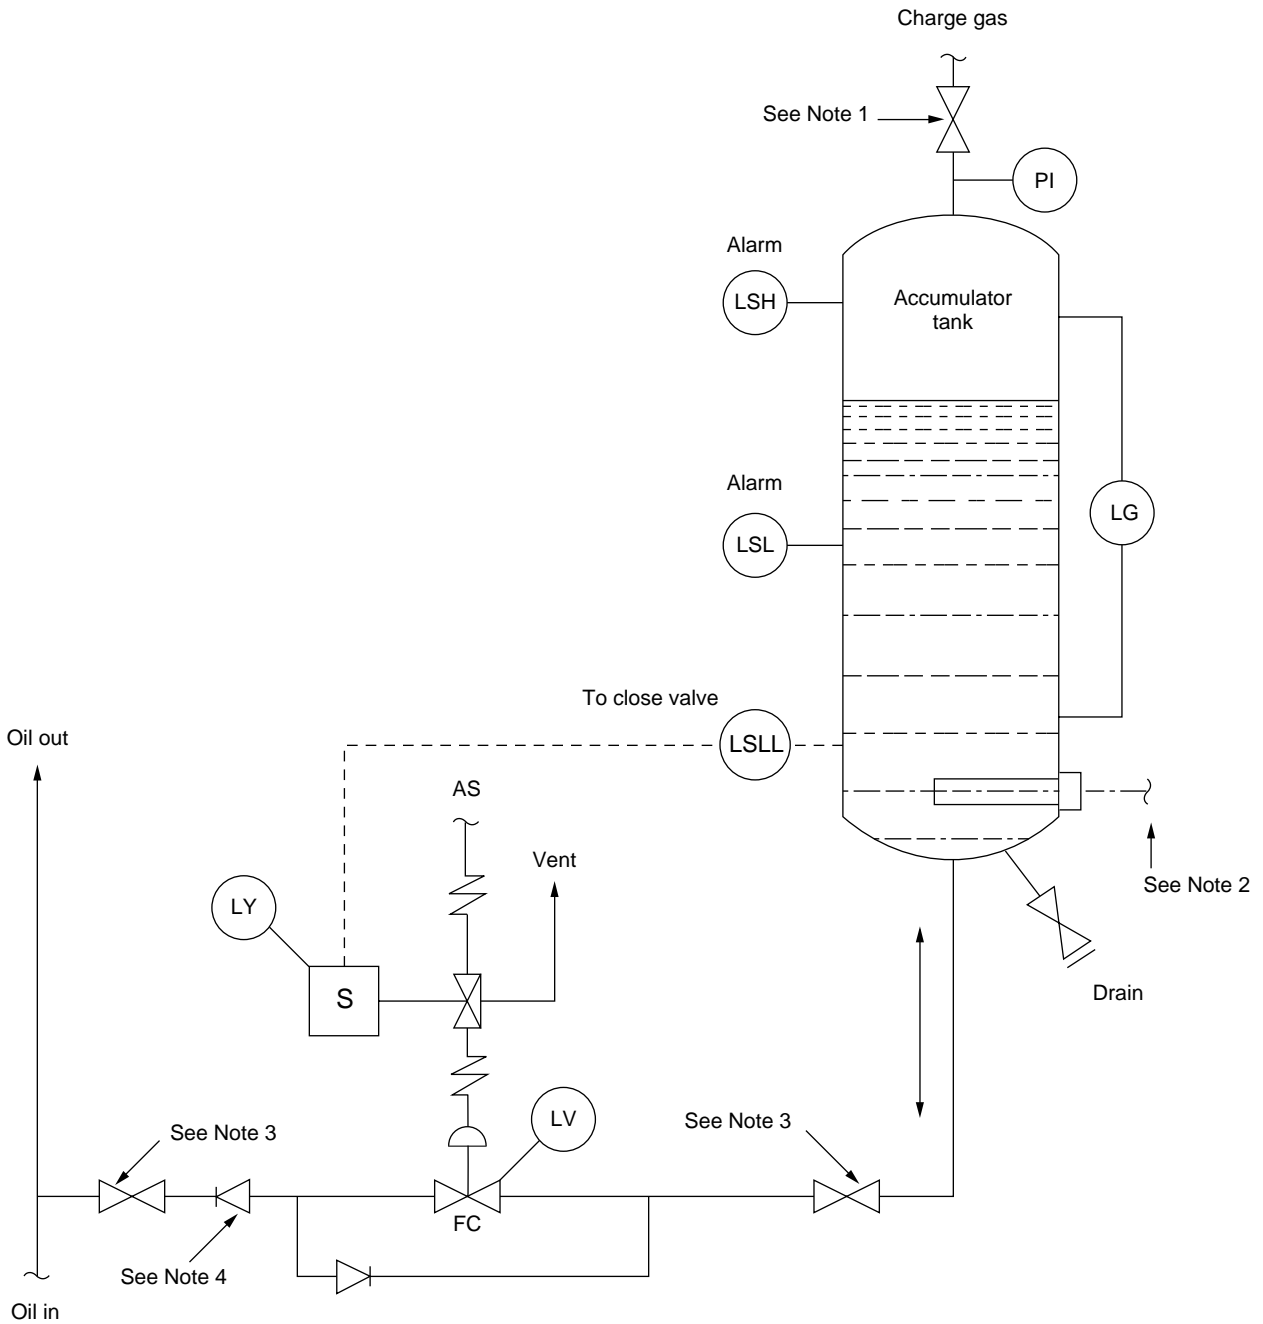 Charge gas
See Note 1
PI
Alarm
LSH
Accumulator
tank
Alarm
LSL
LG
To close valve
LSLL
Oil out
AS
Vent
See Note 2
LY
S
Drain
LV
See Note 3
See Note 3
FC
See Note 4
Oil in